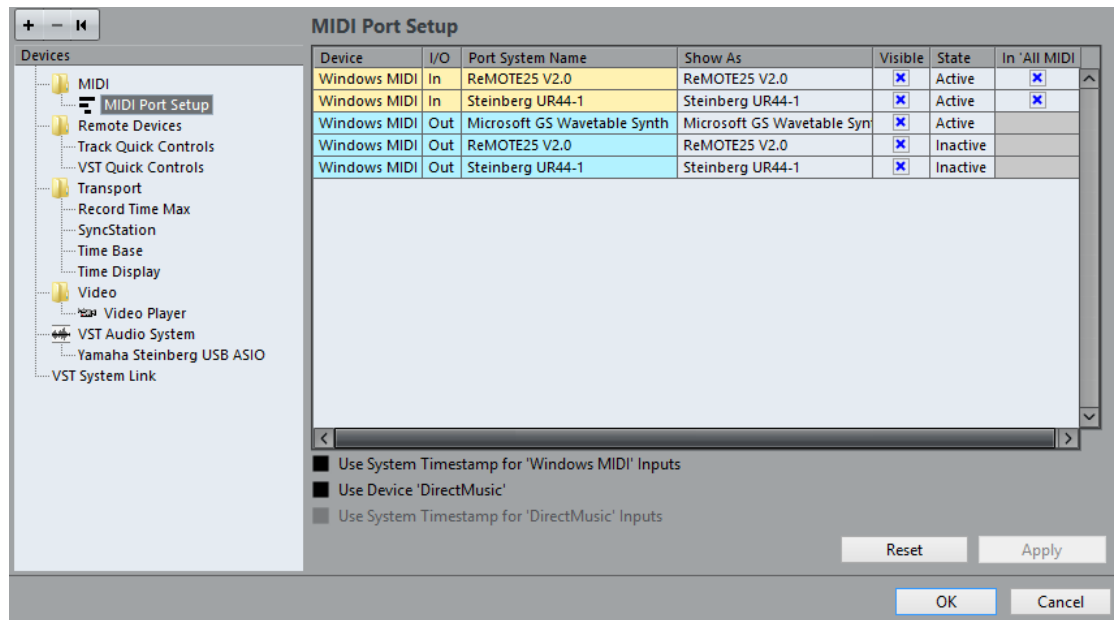 MIDI Port Setup
Devices
MIDI
MIDI Port Setup
Remote Devices
Track Quick Controls
VST Quick Controls
Transport
Record Time Max
SyncStation
Time Base
Time Display
Video
Video Player
VST Audio System
Yamaha Steinberg USB ASIO
VST System Link
Device I/O Port System Name Show As Visible State In 'All MIDI
Windows MIDI In ReMOTE25 V2.0 ReMOTE25 V2.0 Active
Windows MIDI In Steinberg UR44-1 Steinberg UR44-1 Active
Windows MIDI Out Microsoft GS Wavetable Synth Microsoft GS Wavetable Syn Active
Windows MIDI Out ReMOTE25 V2.0 ReMOTE25 V2.0 Inactive
Windows MIDI Out Steinberg UR44-1 Steinberg UR44-1 Inactive
Use System Timestamp for 'Windows MIDI' Inputs
Use Device 'DirectMusic'
Use System Timestamp for 'DirectMusic' Inputs
Reset Apply
OK Cancel